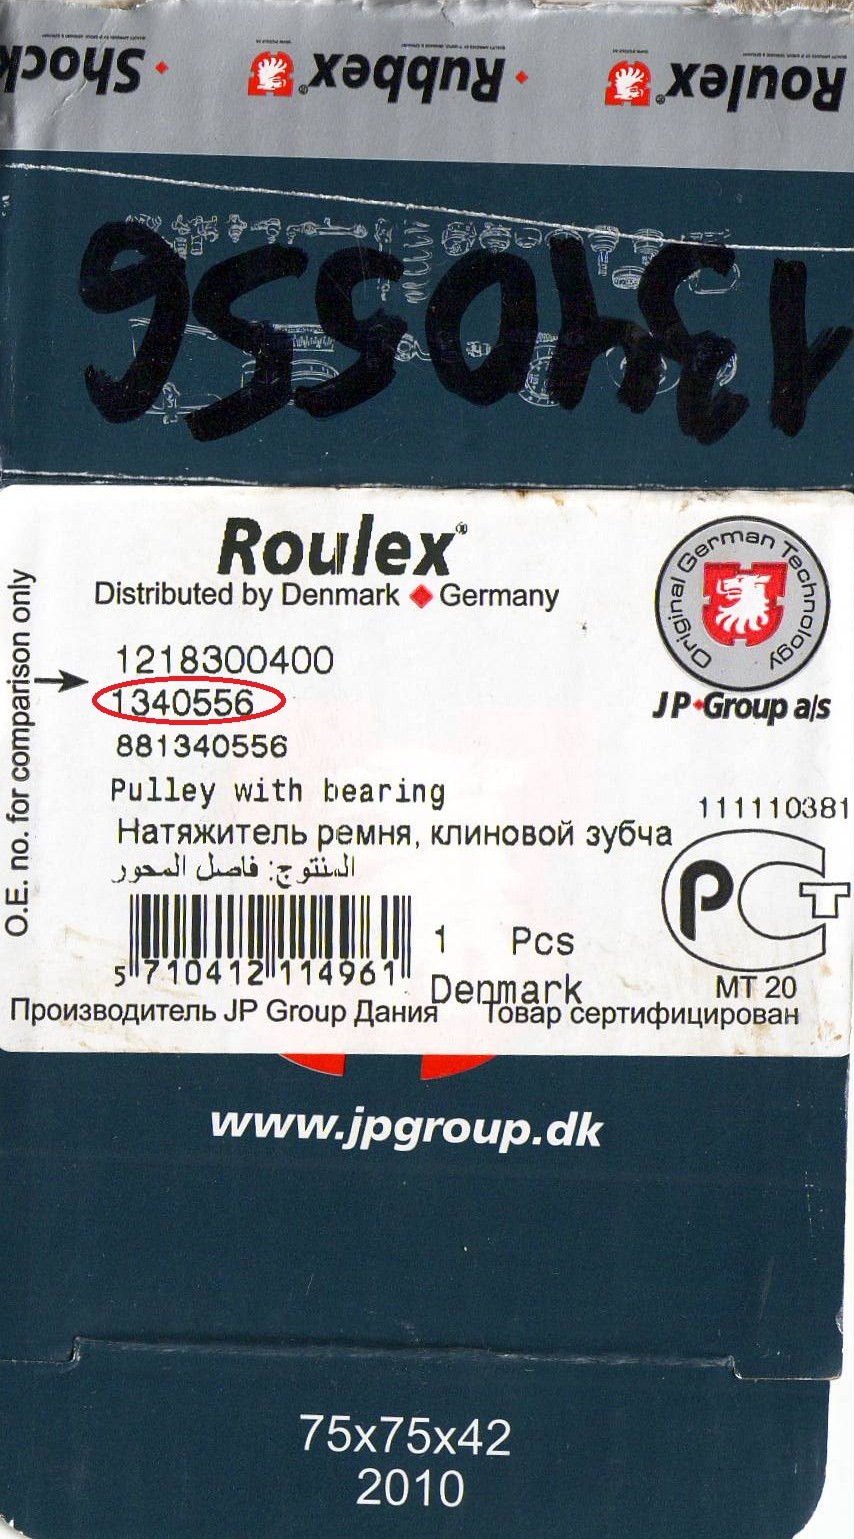 Shock
Rubbex®
Roulex®
1340556
Roulex®
Distributed by Denmark Germany
Original German Technology
JP Group a/s
O.E. no. for comparison only
1218300400
1340556
881340556
Pulley with bearing
111110381
Натяжитель ремня, клиновой зубча
المنتوج: فاصل المحور
PCT
5 710412 114961
1 Pcs
Denmark
MT 20
Производитель JP Group Дания
Товар сертифицирован
www.jpgroup.dk
75x75x42
2010